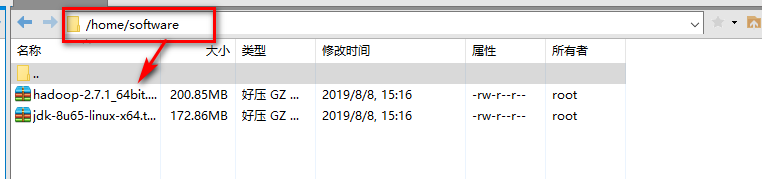 /home/software
名称 大小 类型 修改时间 属性 所有者
..
hadoop-2.7.1_64bit.... 200.85MB 好压 GZ ... 2019/8/8, 15:16 -rw-r--r-- root
jdk-8u65-linux-x64.t... 172.86MB 好压 GZ ... 2019/8/8, 15:16 -rw-r--r-- root